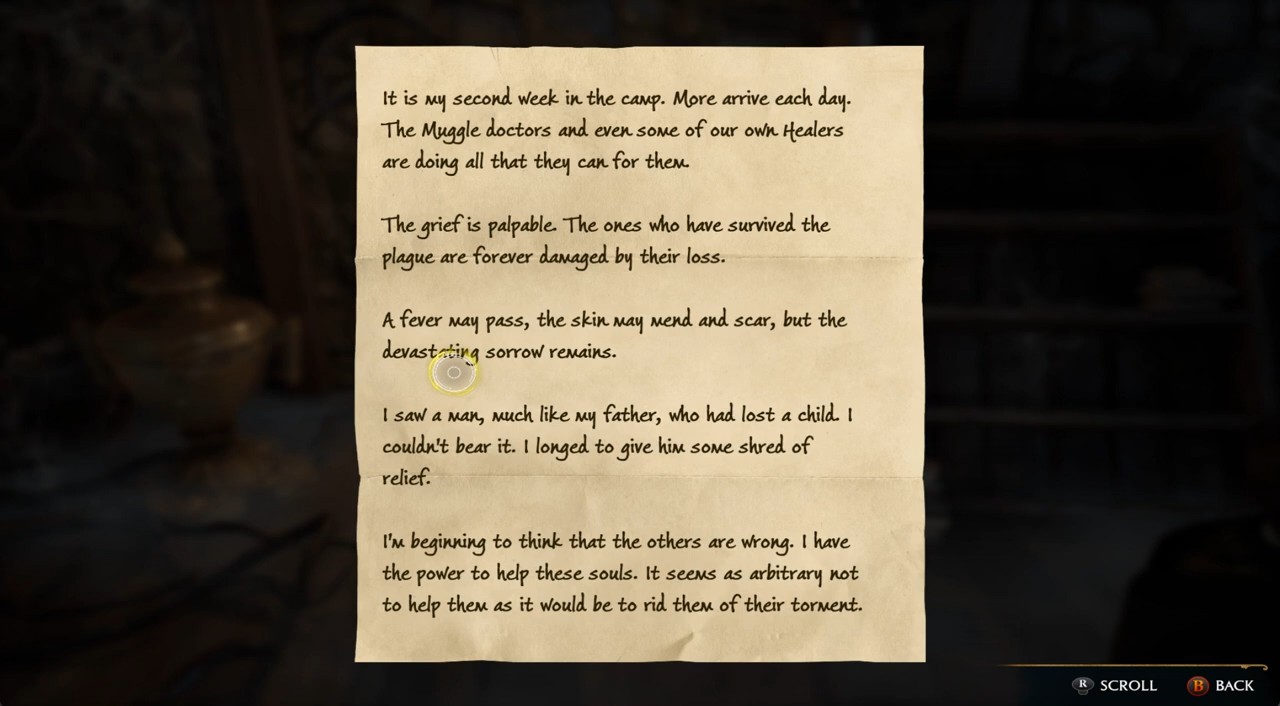 It is my second week in the camp. More arrive each day.
The Muggle doctors and even some of our own Healers
are doing all that they can for them.
The grief is palpable. The ones who have survived the
plague are forever damaged by their loss.
A fever may pass, the skin may mend and scar, but the
devastating sorrow remains.
I saw a man, much like my father, who had lost a child. I
couldn't bear it. I longed to give him some shred of
relief.
I'm beginning to think that the others are wrong. I have
the power to help these souls. It seems as arbitrary not
to help them as it would be to rid them of their torment.
R SCROLL B BACK